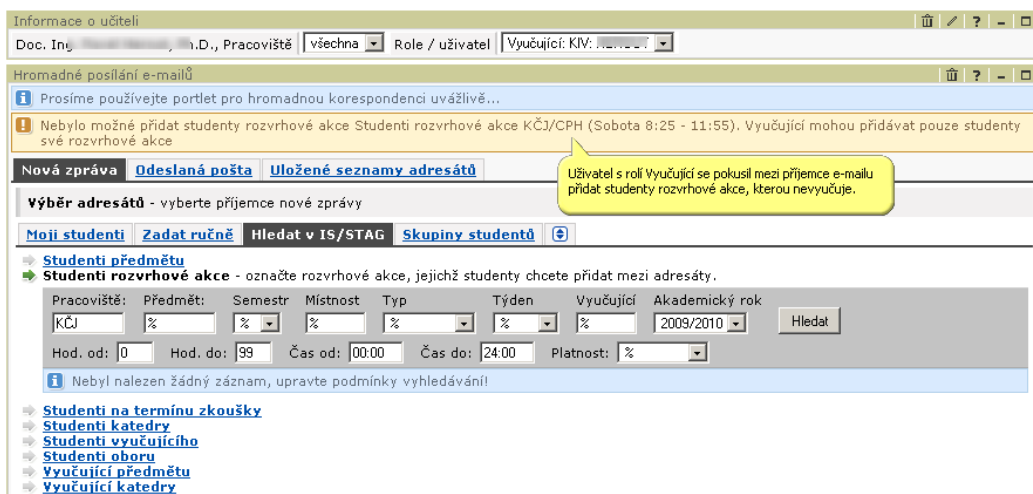 Informace o učiteli
Doc. Ing. Ph.D., Pracoviště všechna Role / uživatel Vyučující: KIV:
Hromadné posílání e-mailů
Prosíme používejte portlet pro hromadnou korespondenci uvážlivě...
Nebylo možné přidat studenty rozvrhové akce Studenti rozvrhové akce KČJ/CPH (Sobota 8:25 - 11:55). Vyučující mohou přidávat pouze studenty
své rozvrhové akce
Uživatel s rolí Vyučující se pokusil mezi příjemce e-mailu
přidat studenty rozvrhové akce, kterou nevyučuje.
Nová zpráva Odeslaná pošta Uložené seznamy adresátů
Výběr adresátů - vyberte příjemce nové zprávy
Moji studenti Zadat ručně Hledat v IS/STAG Skupiny studentů
Studenti předmětu
Studenti rozvrhové akce - označte rozvrhové akce, jejichž studenty chcete přidat mezi adresáty.
Pracoviště: Předmět: Semestr Místnost Typ Týden Vyučující Akademický rok
KČJ % % % % % % 2009/2010 Hledat
Hod. od: 0 Hod. do: 99 Čas od: 00:00 Čas do: 24:00 Platnost: %
Nebyl nalezen žádný záznam, upravte podmínky vyhledávání!
Studenti na termínu zkoušky
Studenti katedry
Studenti vyučujícího
Studenti oboru
Vyučující předmětu
Vyučující katedry